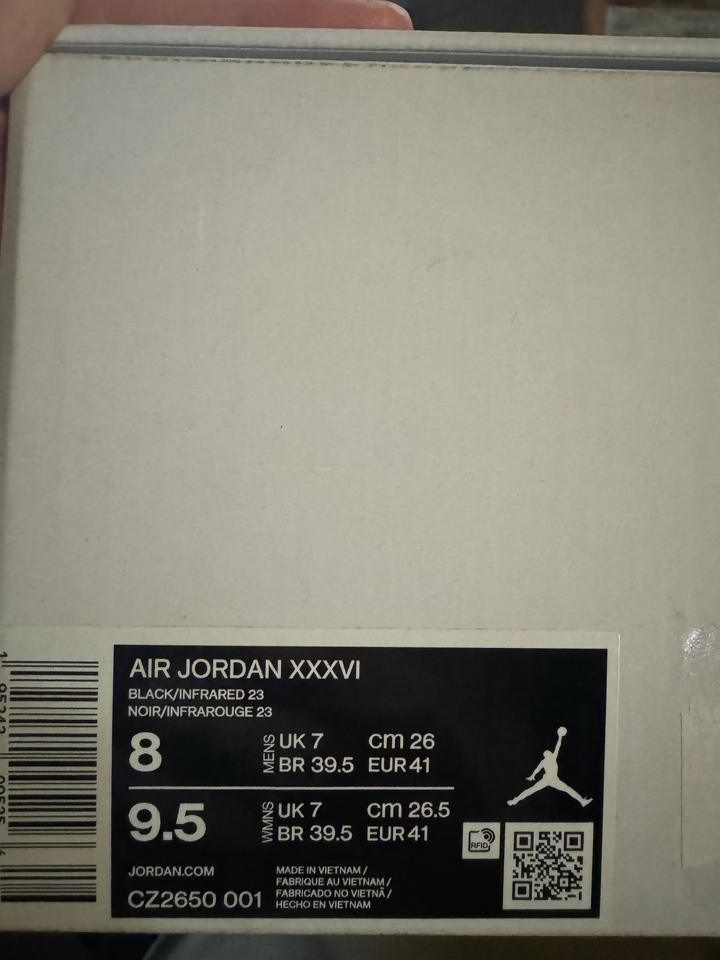 AIR JORDAN XXXVI
BLACK/INFRARED 23
NOIR/INFRAROUGE 23
8 MENS UK 7 cm 26
BR 39.5 EUR 41
9.5 WMNS UK 7 cm 26.5
BR 39.5 EUR 41
RFID
JORDAN.COM
CZ2650 001
MADE IN VIETNAM /
FABRIQUE AU VIETNAM /
FABRICADO NO VIETNÃ /
HECHO EN VIETNAM